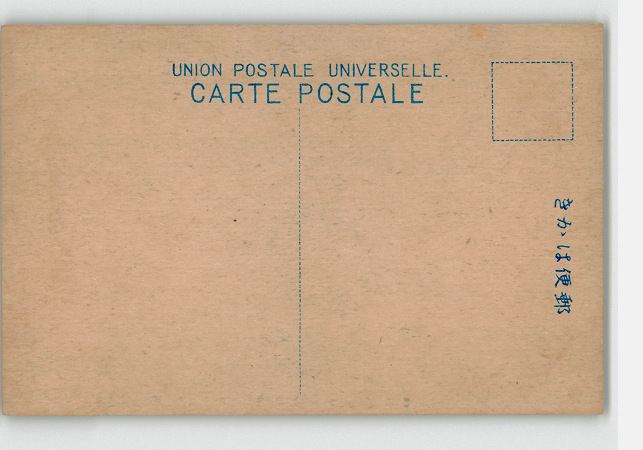 UNION POSTALE UNIVERSELLE.
CARTE POSTALE
郵便はかき